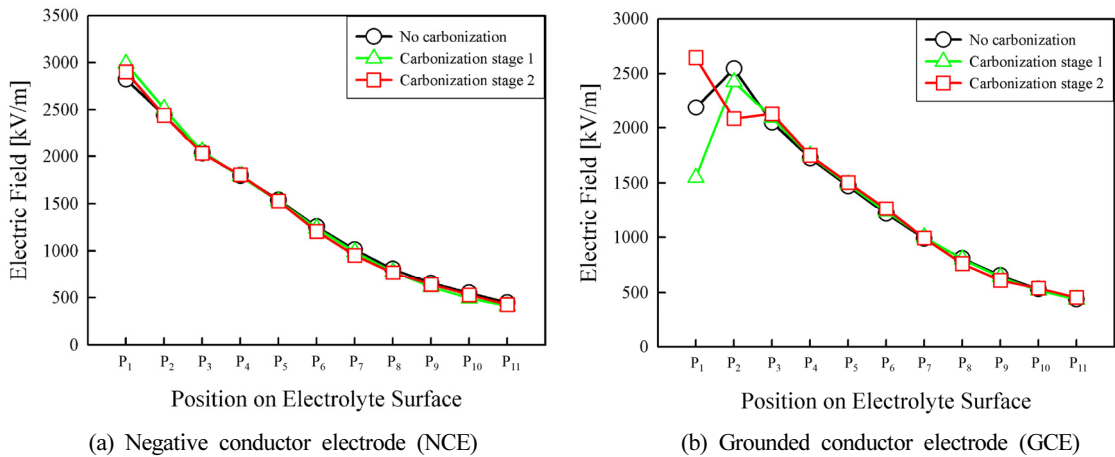 3500
3000
2500
2000
1500
1000
500
0
Electric Field [kV/m]
No carbonization
Carbonization stage 1
Carbonization stage 2
P1 P2 P3 P4 P5 P6 P7 P8 P9 P10 P11
Position on Electrolyte Surface
(a) Negative conductor electrode (NCE)
3000
2500
2000
1500
1000
500
0
Electric Field [kV/m]
No carbonization
Carbonization stage 1
Carbonization stage 2
P1 P2 P3 P4 P5 P6 P7 P8 P9 P10 P11
Position on Electrolyte Surface
(b) Grounded conductor electrode (GCE)